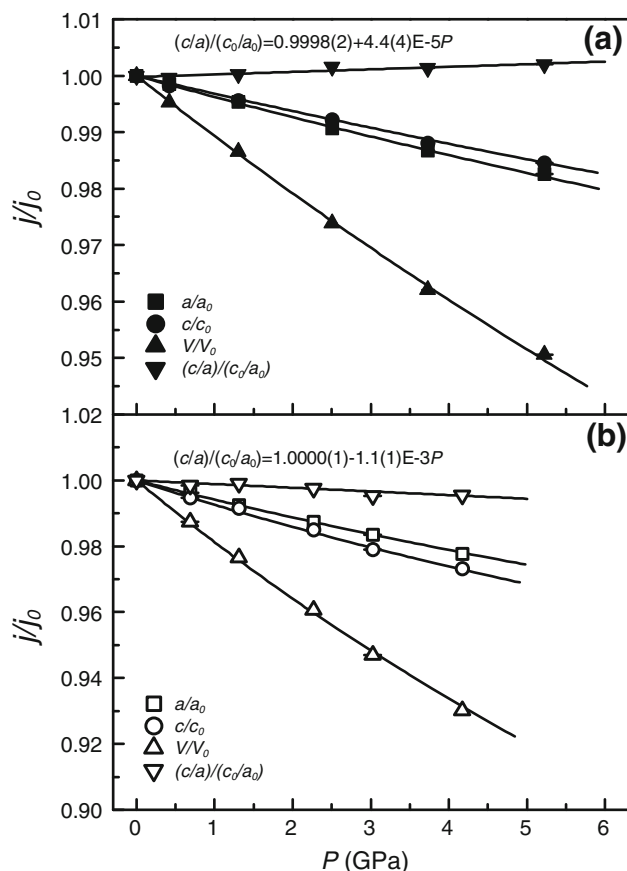 (c/a)/(c₀/a₀)=0.9998(2)+4.4(4)E-5P
(a)
1.00
0.99
0.98
0.97
0.96
0.95
j/j₀
a/a₀
c/c₀
V/V₀
(c/a)/(c₀/a₀)
1.02
(c/a)/(c₀/a₀)=1.0000(1)-1.1(1)E-3P
(b)
1.00
0.98
0.96
0.94
0.92
0.90
j/j₀
a/a₀
c/c₀
V/V₀
(c/a)/(c₀/a₀)
0 1 2 3 4 5 6
P (GPa)